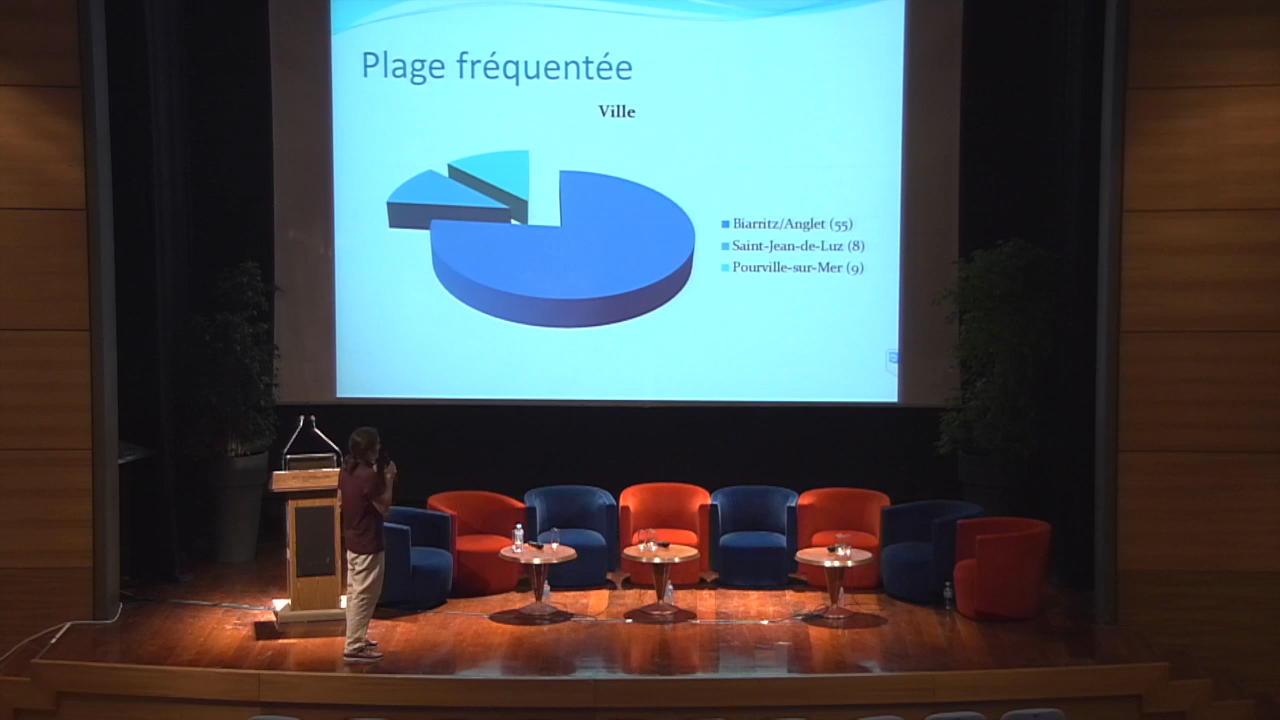 Plage fréquentée
Ville
Biarritz/Anglet (55)
Saint-Jean-de-Luz (8)
Pourville-sur-Mer (9)